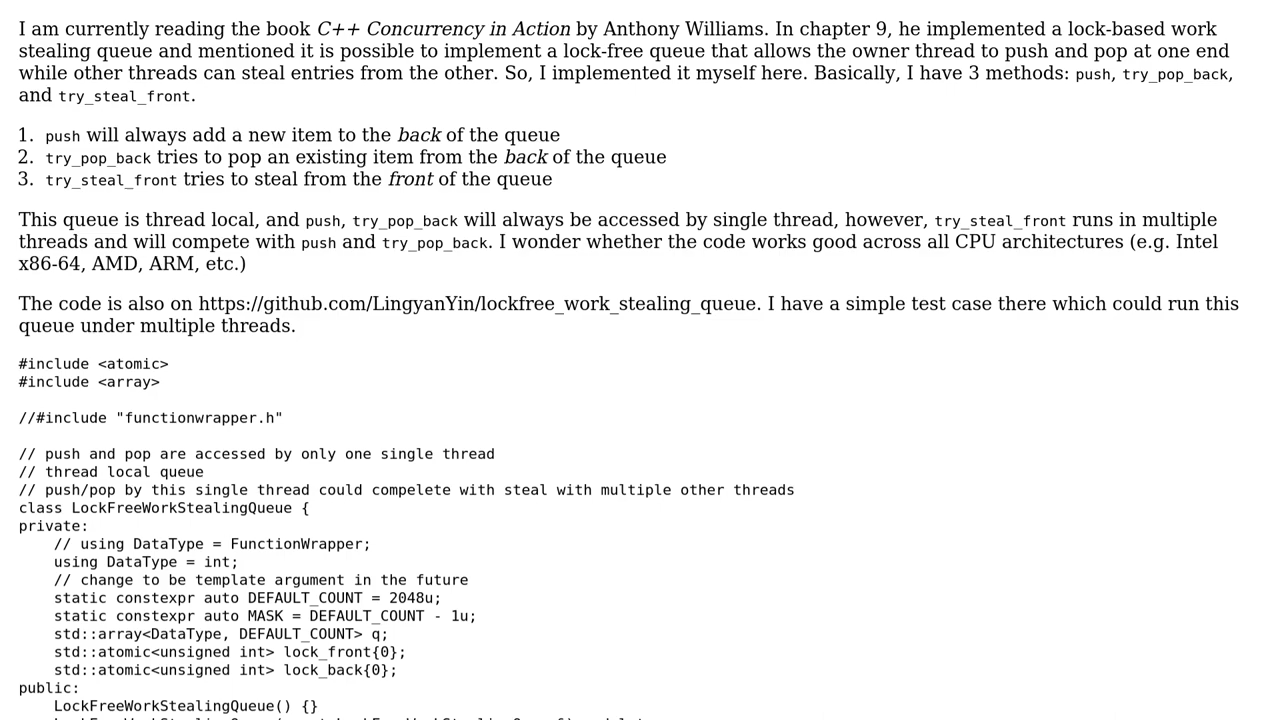 I am currently reading the book C++ Concurrency in Action by Anthony Williams. In chapter 9, he implemented a lock-based work
stealing queue and mentioned it is possible to implement a lock-free queue that allows the owner thread to push and pop at one end
while other threads can steal entries from the other. So, I implemented it myself here. Basically, I have 3 methods: push, try_pop_back,
and try_steal_front.
1. push will always add a new item to the back of the queue
2. try_pop_back tries to pop an existing item from the back of the queue
3. try_steal_front tries to steal from the front of the queue
This queue is thread local, and push, try_pop_back will always be accessed by single thread, however, try_steal_front runs in multiple
threads and will compete with push and try_pop_back. I wonder whether the code works good across all CPU architectures (e.g. Intel
x86-64, AMD, ARM, etc.)
The code is also on https://github.com/LingyanYin/lockfree_work_stealing_queue. I have a simple test case there which could run this
queue under multiple threads.
#include <atomic>
#include <array>
//#include "functionwrapper.h"
// push and pop are accessed by only one single thread
// thread local queue
// push/pop by this single thread could compelete with steal with multiple other threads
class LockFreeWorkStealingQueue {
private:
    // using DataType = FunctionWrapper;
    using DataType = int;
    // change to be template argument in the future
    static constexpr auto DEFAULT_COUNT = 2048u;
    static constexpr auto MASK = DEFAULT_COUNT - 1u;
    std::array<DataType, DEFAULT_COUNT> q;
    std::atomic<unsigned int> lock_front{0};
    std::atomic<unsigned int> lock_back{0};
public:
    LockFreeWorkStealingQueue() {}